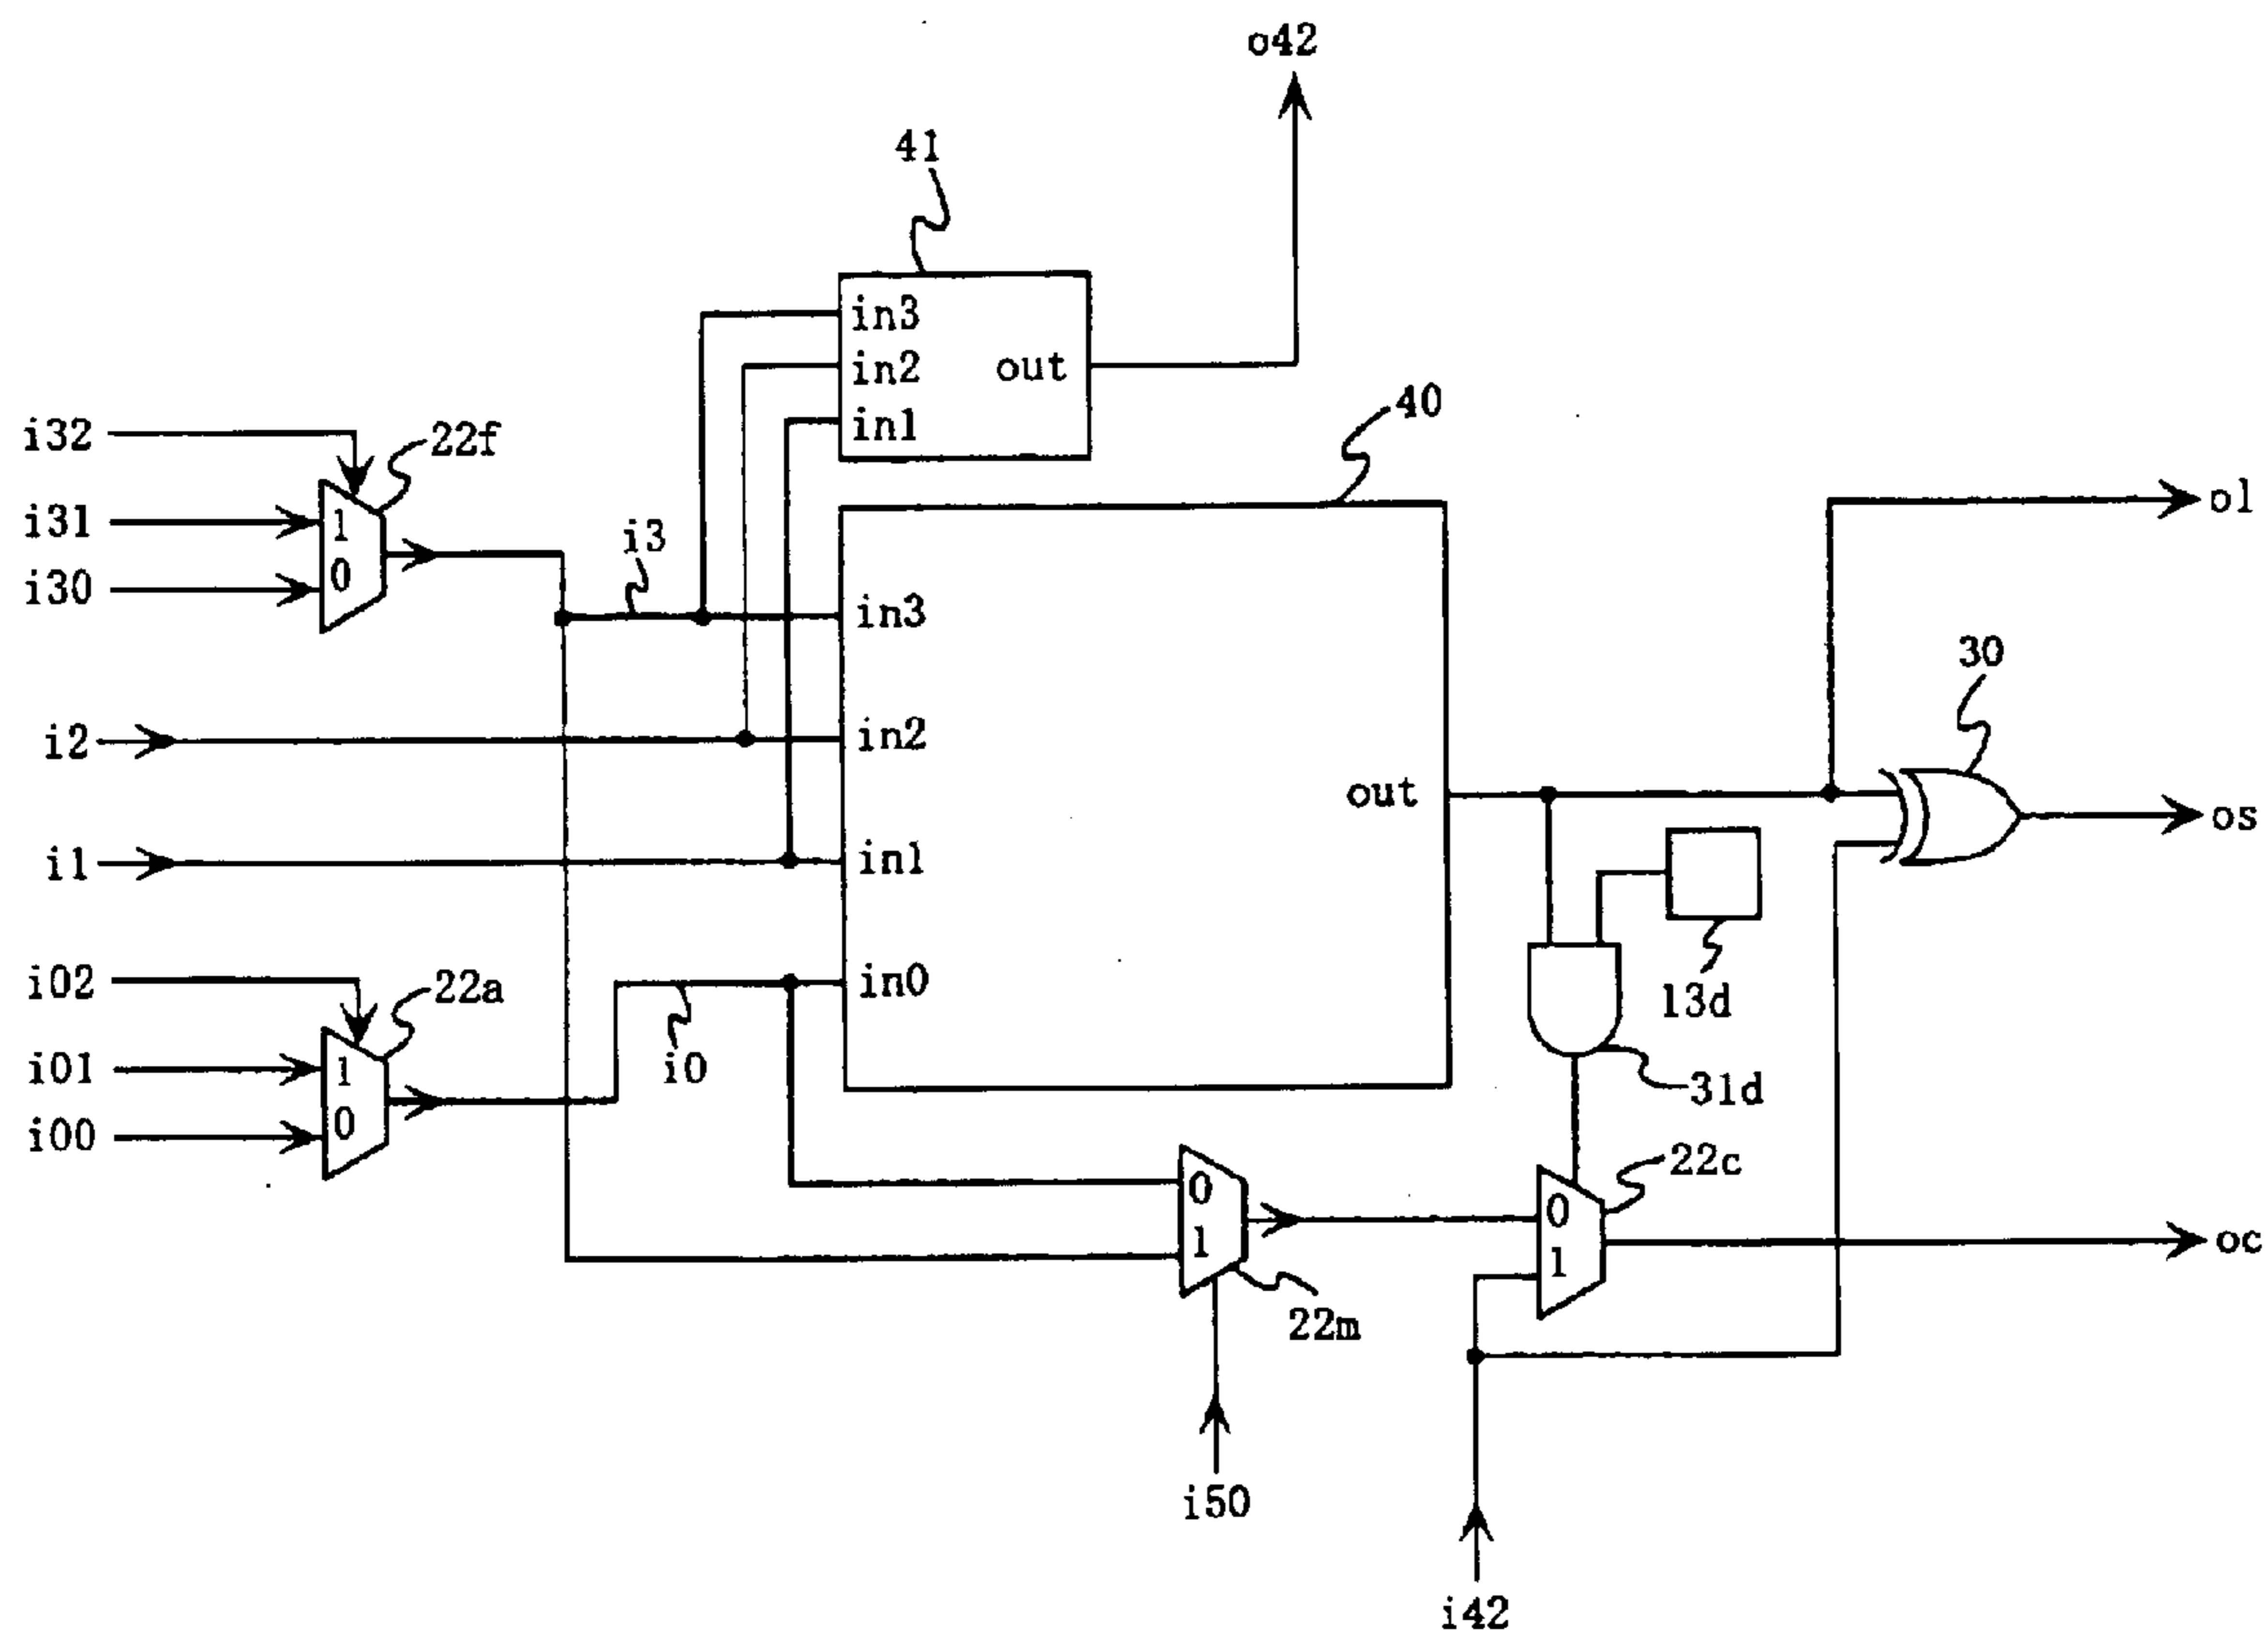 o42
41
in3
in2
out
in1
40
i32
22f
i31
1
i30
0
i3
ol
in3
30
i2
in2
out
os
i1
in1
i02
22a
in0
13d
i01
1
i0
31d
i00
0
0
22c
1
0
1
oc
22m
i50
i42